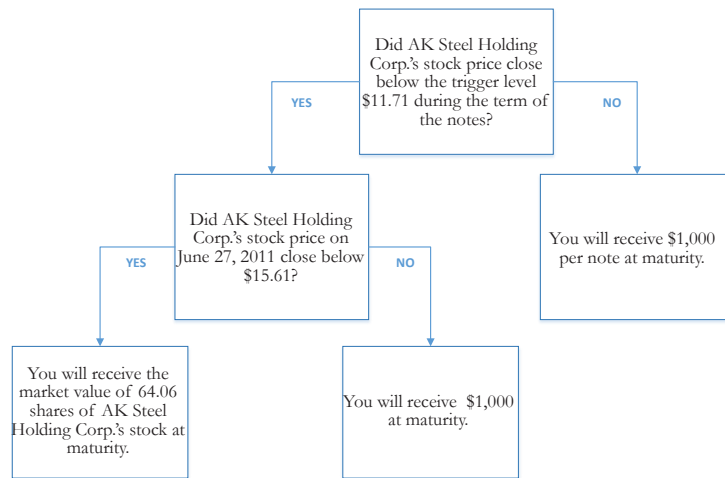 Did AK Steel Holding
Corp.'s stock price close
below the trigger level
$11.71 during the term of
the notes?
YES
NO
Did AK Steel Holding
Corp.'s stock price on
June 27, 2011 close below
$15.61?
You will receive $1,000
per note at maturity.
YES
NO
You will receive the
market value of 64.06
shares of AK Steel
Holding Corp.'s stock at
maturity.
You will receive $1,000
at maturity.